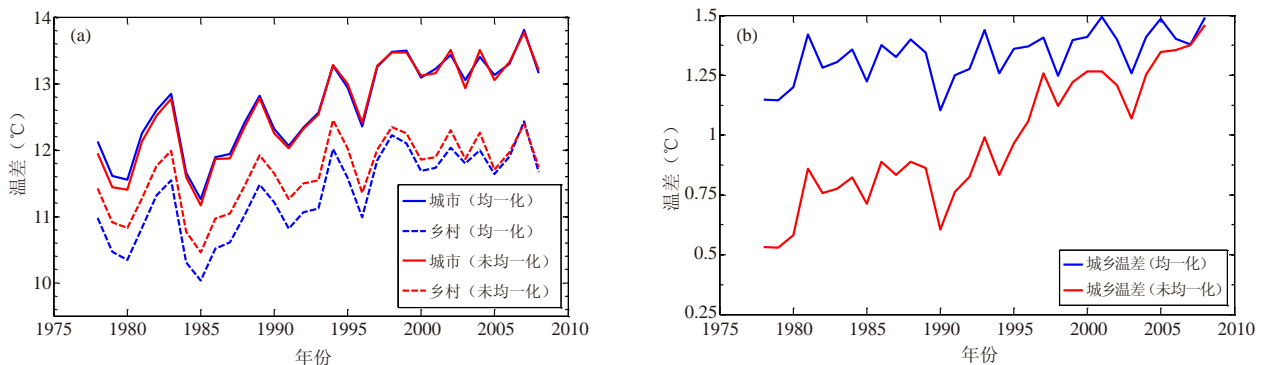 (a)
温差（℃）
14
13
12
11
10
城市（均一化）
乡村（均一化）
城市（未均一化）
乡村（未均一化）
1975 1980 1985 1990 1995 2000 2005 2010
年份
(b)
温差（℃）
1.5
1.25
1
0.75
0.5
0.25
城乡温差(均一化)
城乡温差(未均一化)
1975 1980 1985 1990 1995 2000 2005 2010
年份